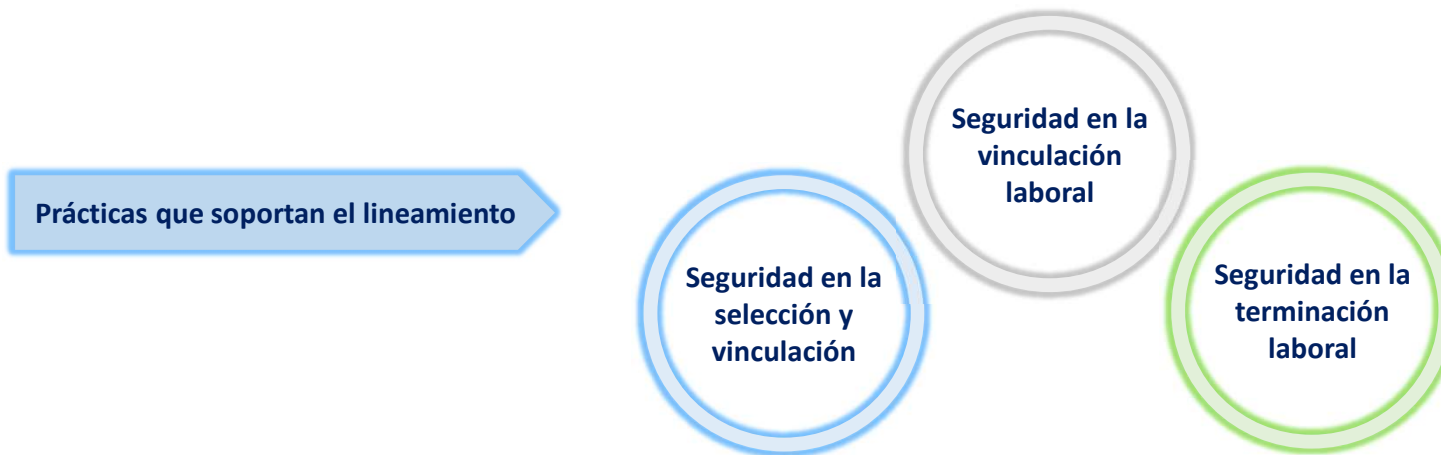 Prácticas que soportan el lineamiento
Seguridad en la
selección y
vinculación
Seguridad en la
vinculación
laboral
Seguridad en la
terminación
laboral